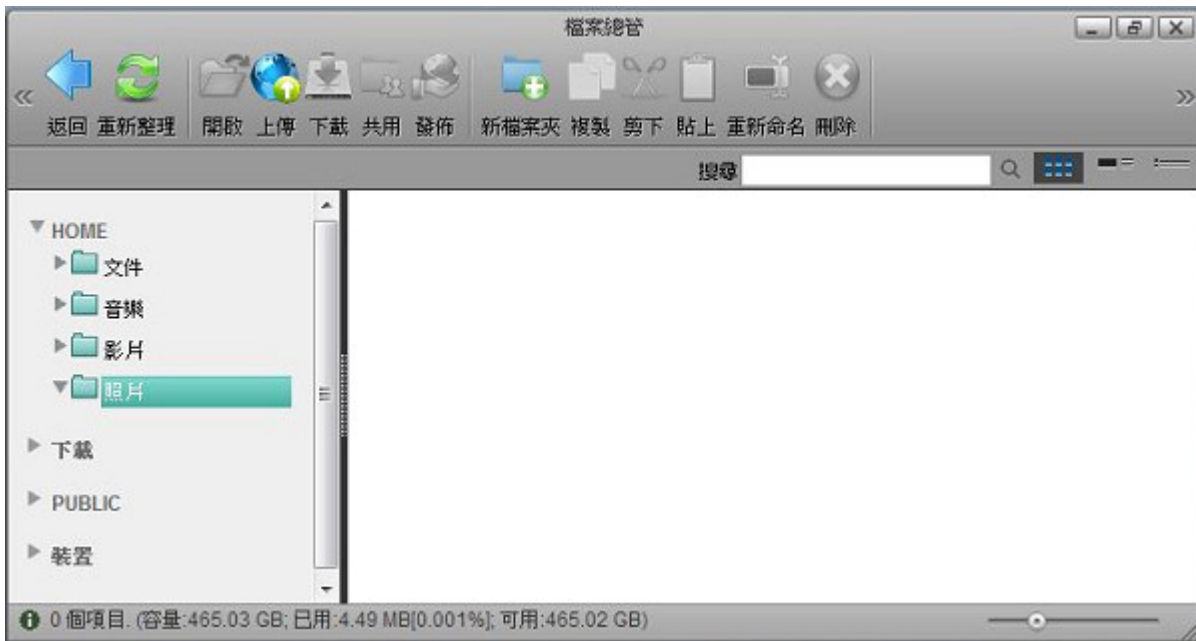 檔案總管
返回 重新整理 開啟 上傳 下載 共用 發佈 新檔案夾 複製 剪下 貼上 重新命名 刪除
搜尋
HOME
文件
音樂
影片
照片
下載
PUBLIC
裝置
0 個項目. (容量:465.03 GB; 已用:4.49 MB[0.001%]; 可用:465.02 GB)